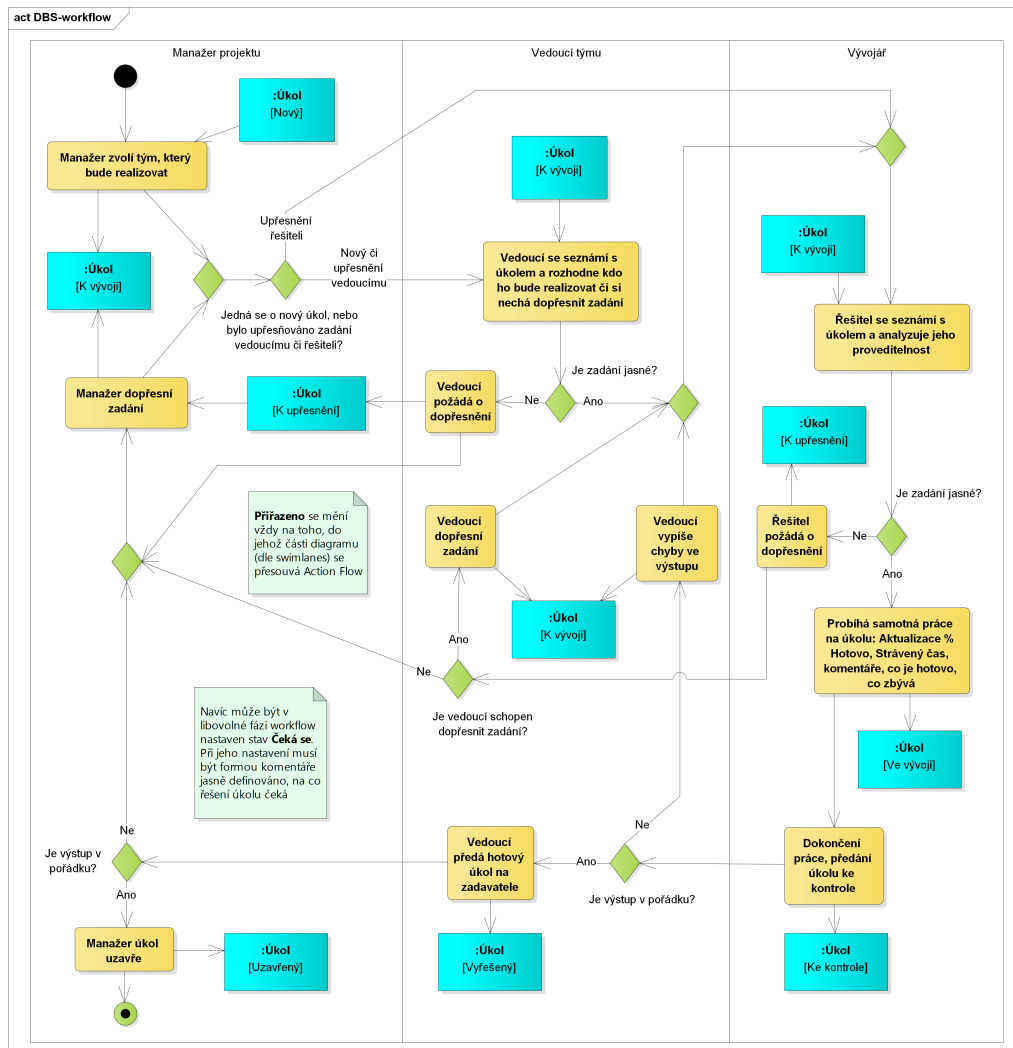 act DBS-workflow
Manažer projektu
Vedoucí týmu
Vývojář
:Úkol
[Nový]
Manažer zvolí tým, který
bude realizovat
:Úkol
[K vývoji]
:Úkol
[K vývoji]
Upřesnění
řešiteli
Nový či
upřesnění
vedoucímu
Jedná se o nový úkol, nebo
bylo upřesňováno zadání
vedoucímu či řešiteli?
Vedoucí se seznámí s
úkolem a rozhodne kdo
ho bude realizovat či si
nechá dopřesnit zadání
:Úkol
[K vývoji]
Řešitel se seznámí s
úkolem a analyzuje jeho
proveditelnost
Manažer dopřesní
zadání
:Úkol
[K upřesnění]
Vedoucí
požádá o
dopřesnění
Je zadání jasné?
Ne
Ano
:Úkol
[K upřesnění]
Je zadání jasné?
Přiřazeno se mění
vždy na toho, do
jehož části diagramu
(dle swimlanes) se
přesouvá Action Flow
Vedoucí
dopřesní
zadání
Vedoucí
vypíše
chyby ve
výstupu
Řešitel
požádá o
dopřesnění
Ne
Ano
:Úkol
[K vývoji]
Probíhá samotná práce
na úkolu: Aktualizace %
Hotovo, Strávený čas,
komentáře, co je hotovo,
co zbývá
Ano
Ne
Je vedoucí schopen
dopřesnit zadání?
Navíc může být v
libovolné fázi workflow
nastaven stav Čeká se.
Při jeho nastavení musí
být formou komentáře
jasně definováno, na co
řešení úkolu čeká
:Úkol
[Ve vývoji]
Ne
Je výstup v
pořádku?
Ano
Vedoucí
předá hotový
úkol na
zadavatele
Ano
Ne
Je výstup v pořádku?
Dokončení
práce, předání
úkolu ke
kontrole
Manažer úkol
uzavře
:Úkol
[Uzavřený]
:Úkol
[Vyřešený]
:Úkol
[Ke kontrole]